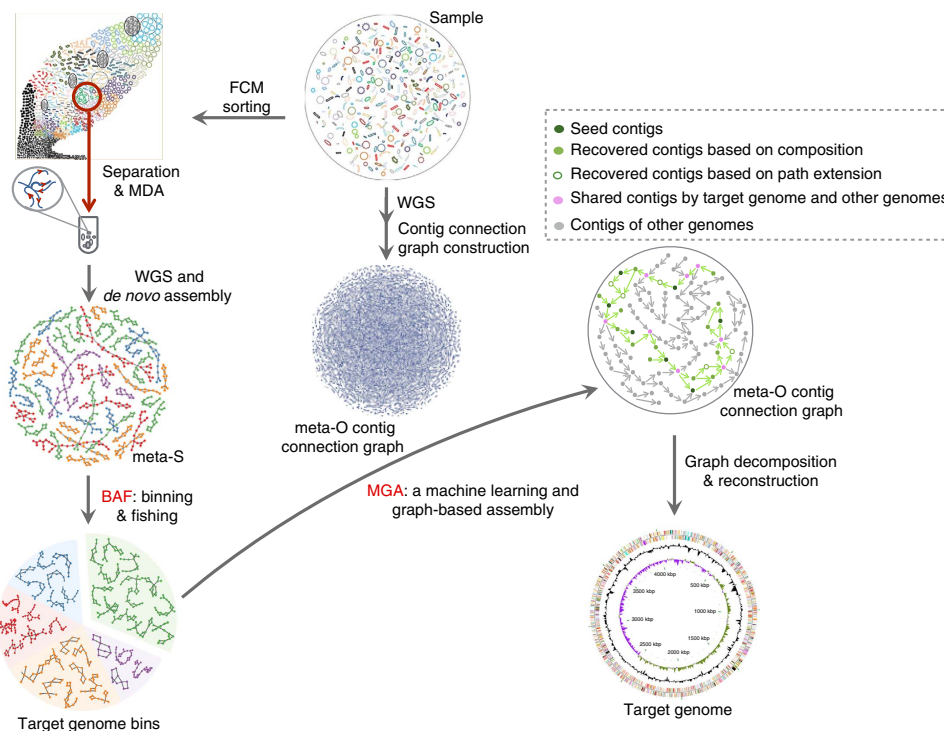 Sample
FCM
sorting
Separation
& MDA
WGS
Contig connection
graph construction
Seed contigs
Recovered contigs based on composition
Recovered contigs based on path extension
Shared contigs by target genome and other genomes
Contigs of other genomes
WGS and
de novo assembly
meta-S
meta-O contig
connection graph
meta-O contig
connection graph
BAF: binning
& fishing
MGA: a machine learning and
graph-based assembly
Graph decomposition
& reconstruction
4000 kbp
500 kbp
3500 kbp
1000 kbp
3000 kbp
1500 kbp
2500 kbp
2000 kbp
Target genome bins
Target genome